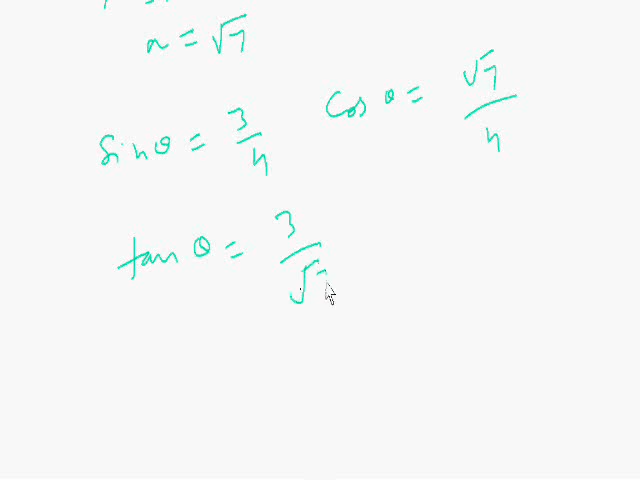 x = √7
sin θ = 3/4 cos θ = √7/4
tan θ = 3/√7